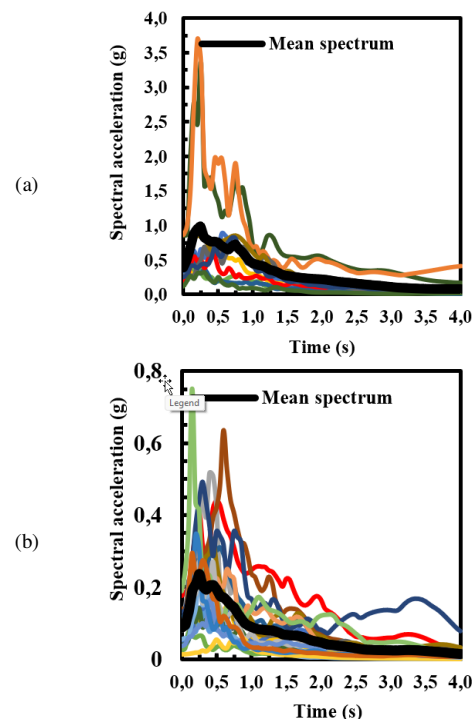 (a)
Spectral acceleration (g)
4,0
3,5
3,0
2,5
2,0
1,5
1,0
0,5
0,0
Mean spectrum
0,0 0,5 1,0 1,5 2,0 2,5 3,0 3,5 4,0
Time (s)
(b)
Spectral acceleration (g)
0,8
0,6
0,4
0,2
0
Legend
Mean spectrum
0,0 0,5 1,0 1,5 2,0 2,5 3,0 3,5 4,0
Time (s)